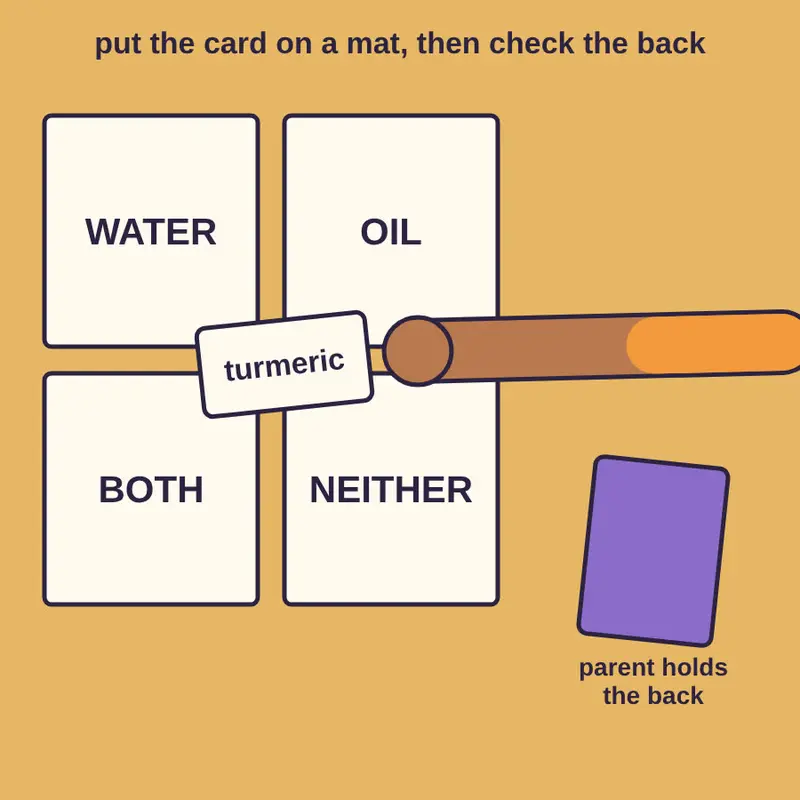 put the card on a mat, then check the back
WATER
OIL
turmeric
BOTH
NEITHER
parent holds
the back